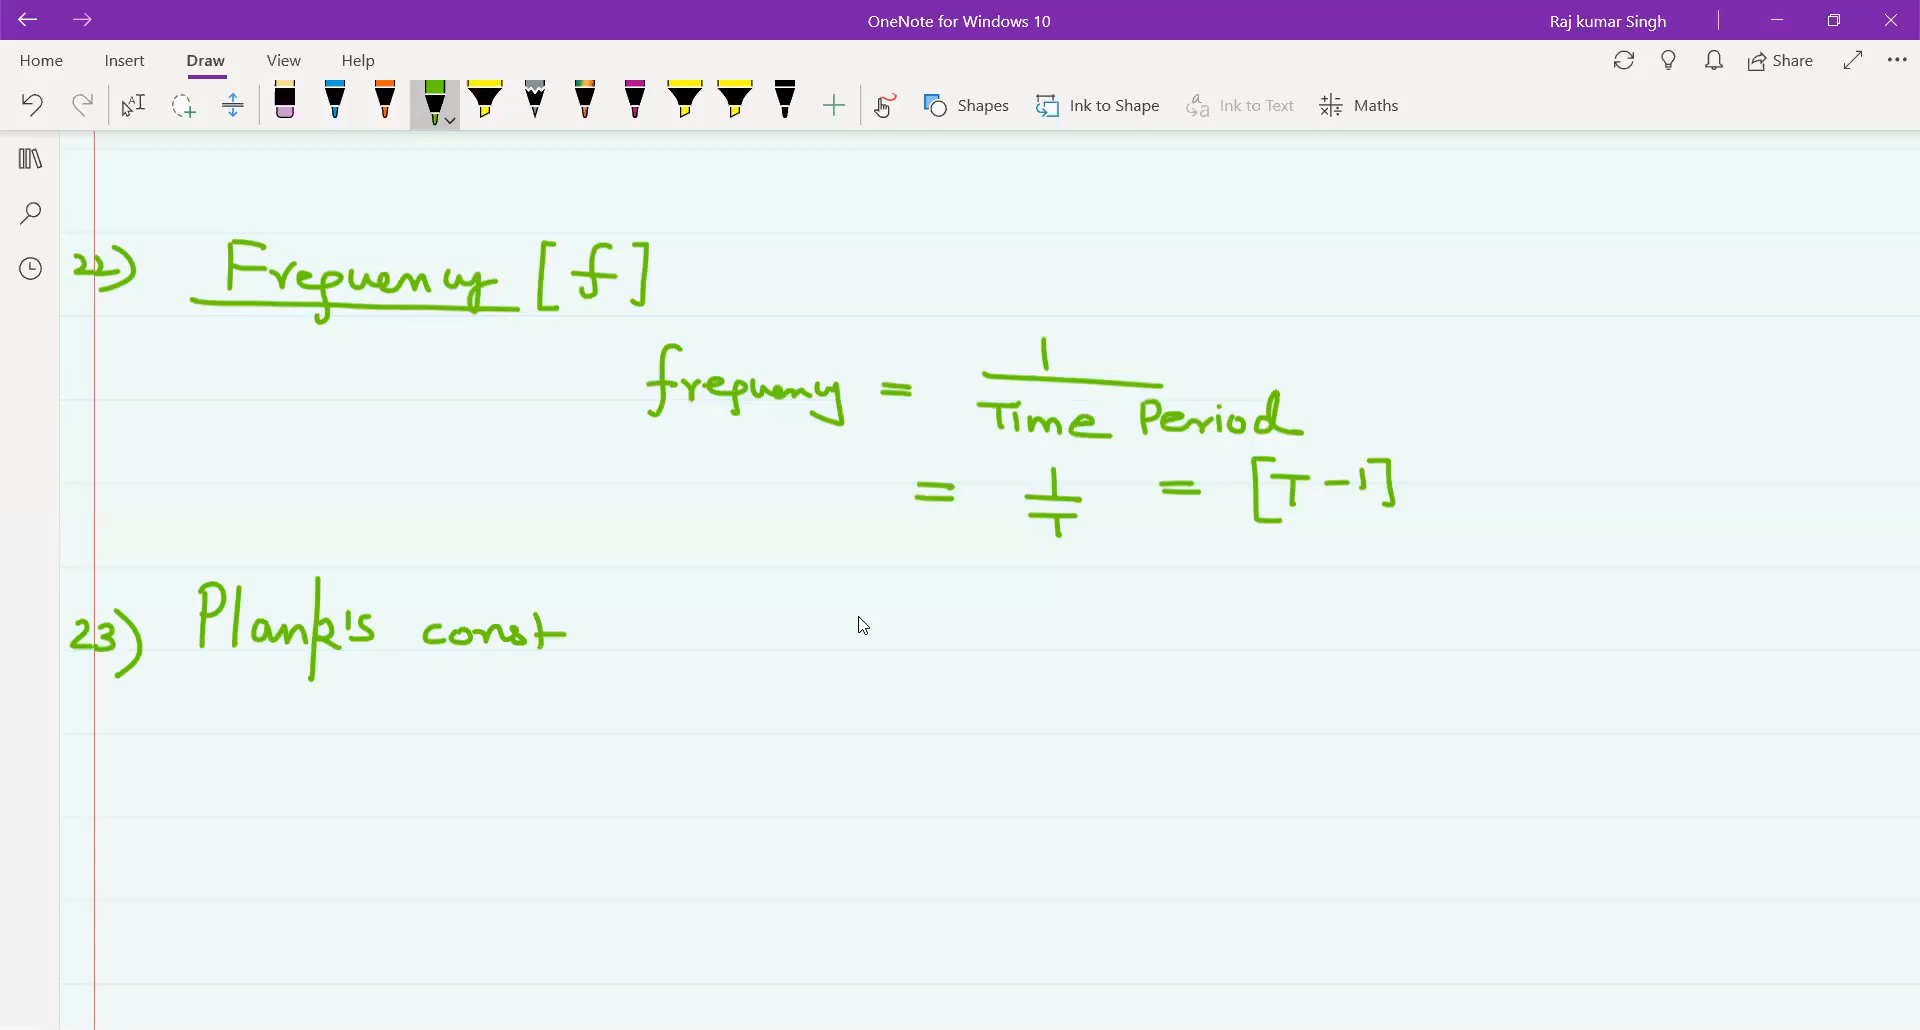 OneNote for Windows 10
Raj kumar Singh
Home Insert Draw View Help
Share
Shapes Ink to Shape Ink to Text Maths
22) Frequency [f]
frequency = 1 / Time Period
= 1 / T = [T-1]
23) Plank's const